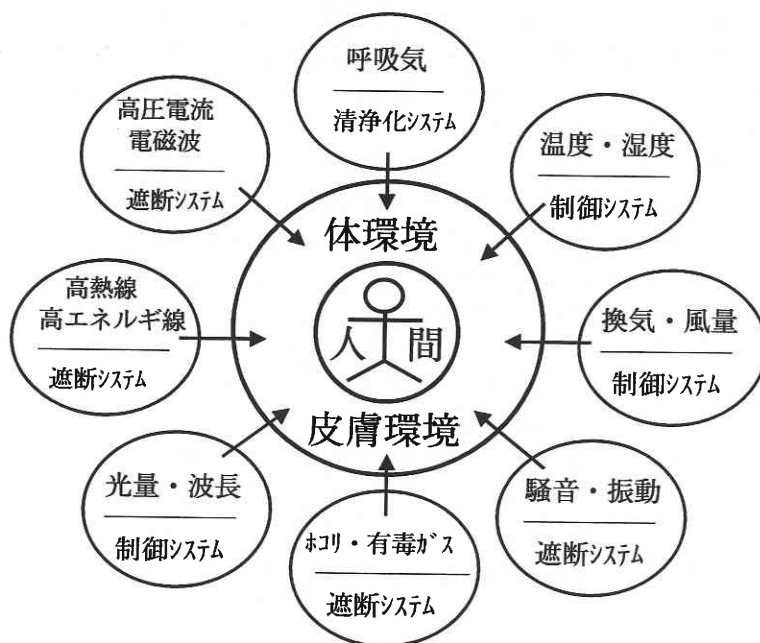 呼吸気
清浄化システム
温度・湿度
制御システム
換気・風量
制御システム
騒音・振動
遮断システム
ホコリ・有毒ガス
遮断システム
光量・波長
制御システム
高熱線
高エネルギ線
遮断システム
高圧電流
電磁波
遮断システム
体環境
人間
皮膚環境